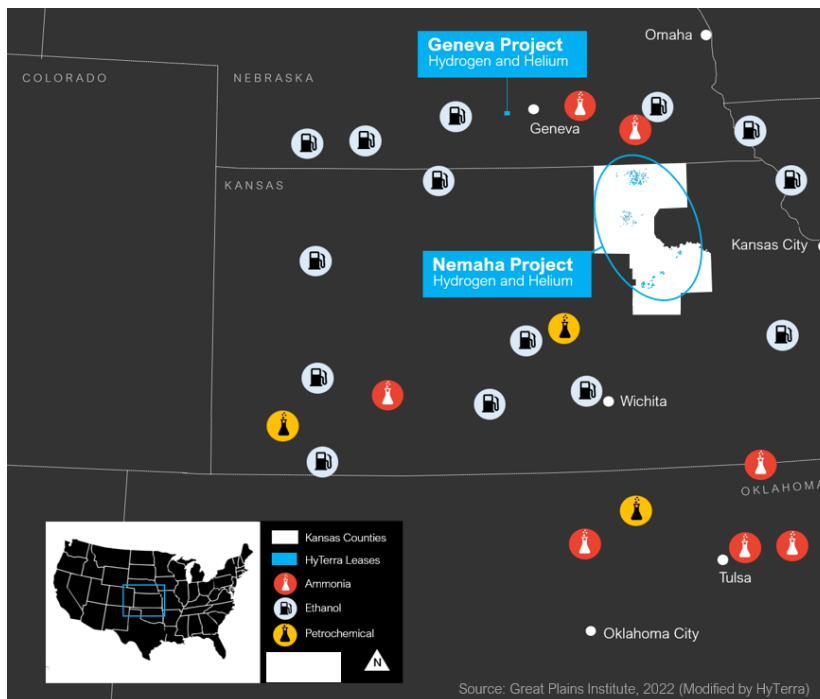 Geneva Project
Hydrogen and Helium
Omaha
COLORADO
NEBRASKA
Geneva
KANSAS
Kansas City
Nemaha Project
Hydrogen and Helium
Wichita
OKLAHOMA
Tulsa
Oklahoma City
Kansas Counties
HyTerra Leases
Ammonia
Ethanol
Petrochemical
N
Source: Great Plains Institute, 2022 (Modified by HyTerra)